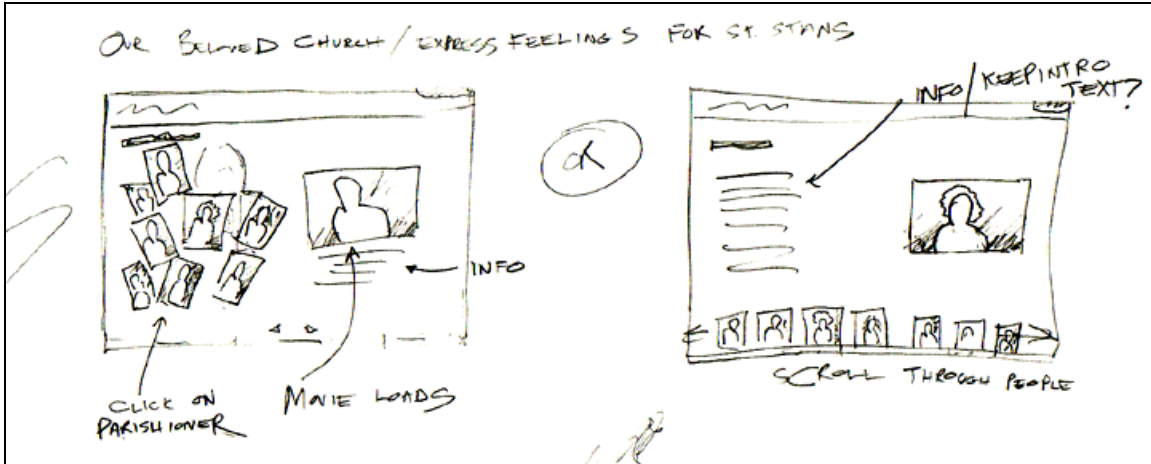 OUR BELOVED CHURCH / EXPRESS FEELINGS FOR ST. STANS
INFO
CLICK ON
PARISHIONER
MOVIE LOADS
OR
INFO / KEEP INTRO
TEXT?
SCROLL THROUGH PEOPLE